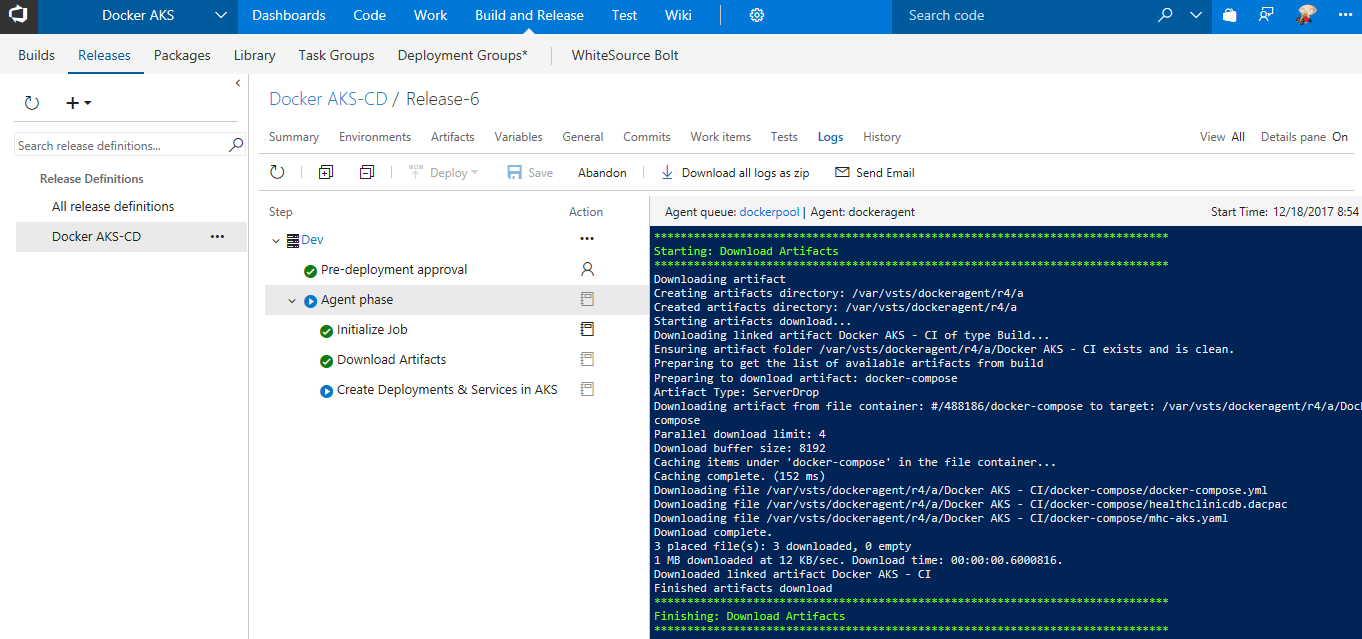 Docker AKS Dashboards Code Work Build and Release Test Wiki Search code
Builds Releases Packages Library Task Groups Deployment Groups* WhiteSource Bolt
Docker AKS-CD / Release-6
Summary Environments Artifacts Variables General Commits Work items Tests Logs History View All Details pane On
Search release definitions...
Deploy Save Abandon Download all logs as zip Send Email
Release Definitions
All release definitions
Docker AKS-CD ...
Step Action
Dev ...
Pre-deployment approval
Agent phase
Initialize Job
Download Artifacts
Create Deployments & Services in AKS
Agent queue: dockerpool | Agent: dockeragent Start Time: 12/18/2017 8:54
******************************************************************************
Starting: Download Artifacts
******************************************************************************
Downloading artifact
Creating artifacts directory: /var/vsts/dockeragent/r4/a
Created artifacts directory: /var/vsts/dockeragent/r4/a
Starting artifacts download...
Downloading linked artifact Docker AKS - CI of type Build...
Ensuring artifact folder /var/vsts/dockeragent/r4/a/Docker AKS - CI exists and is clean.
Preparing to get the list of available artifacts from build
Preparing to download artifact: docker-compose
Artifact Type: ServerDrop
Downloading artifact from file container: #/488186/docker-compose to target: /var/vsts/dockeragent/r4/a/Doc
compose
Parallel download limit: 4
Download buffer size: 8192
Caching items under 'docker-compose' in the file container...
Caching complete. (152 ms)
Downloading file /var/vsts/dockeragent/r4/a/Docker AKS - CI/docker-compose/docker-compose.yml
Downloading file /var/vsts/dockeragent/r4/a/Docker AKS - CI/docker-compose/healthclinicdb.dacpac
Downloading file /var/vsts/dockeragent/r4/a/Docker AKS - CI/docker-compose/mhc-aks.yaml
Download complete.
3 placed file(s): 3 downloaded, 0 empty
1 MB downloaded at 12 KB/sec. Download time: 00:00:00.6000816.
Downloaded linked artifact Docker AKS - CI
Finished artifacts download
******************************************************************************
Finishing: Download Artifacts
******************************************************************************